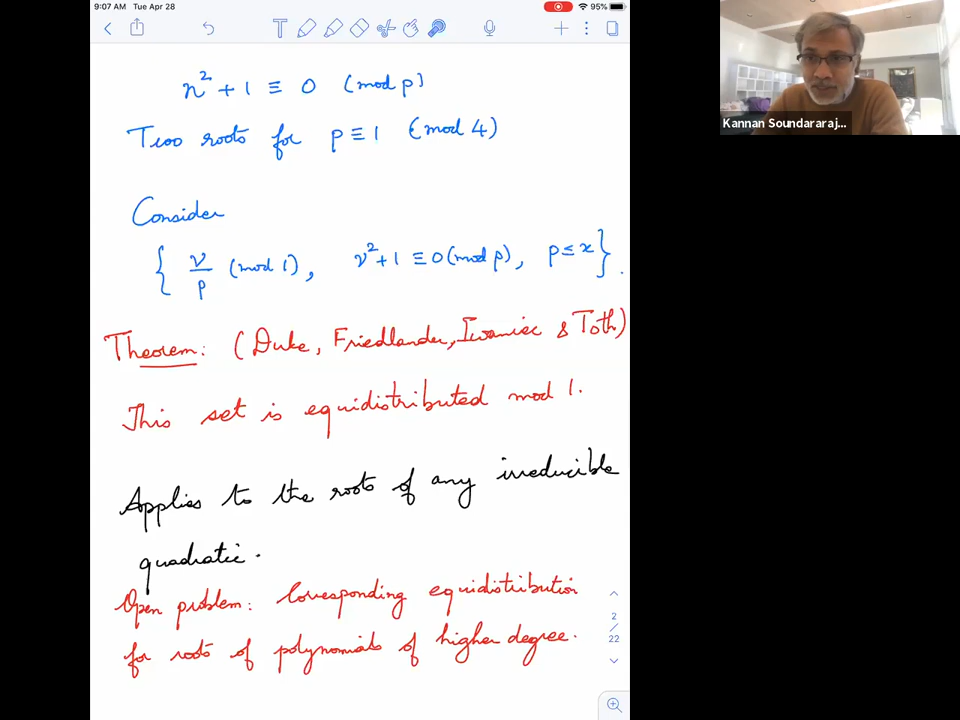 9:07 AM Tue Apr 28
95%
n² + 1 ≡ 0 (mod p)
Two roots for p ≡ 1 (mod 4)
Consider
{ ν/p (mod 1), ν² + 1 ≡ 0 (mod p), p ≤ x }.
Theorem: (Duke, Friedlander, Iwaniec & Toth)
This set is equidistributed mod 1.
Applies to the roots of any irreducible
quadratic.
Open problem: Corresponding equidistribution
for roots of polynomials of higher degree.
2
/
22
Kannan Soundararaj...